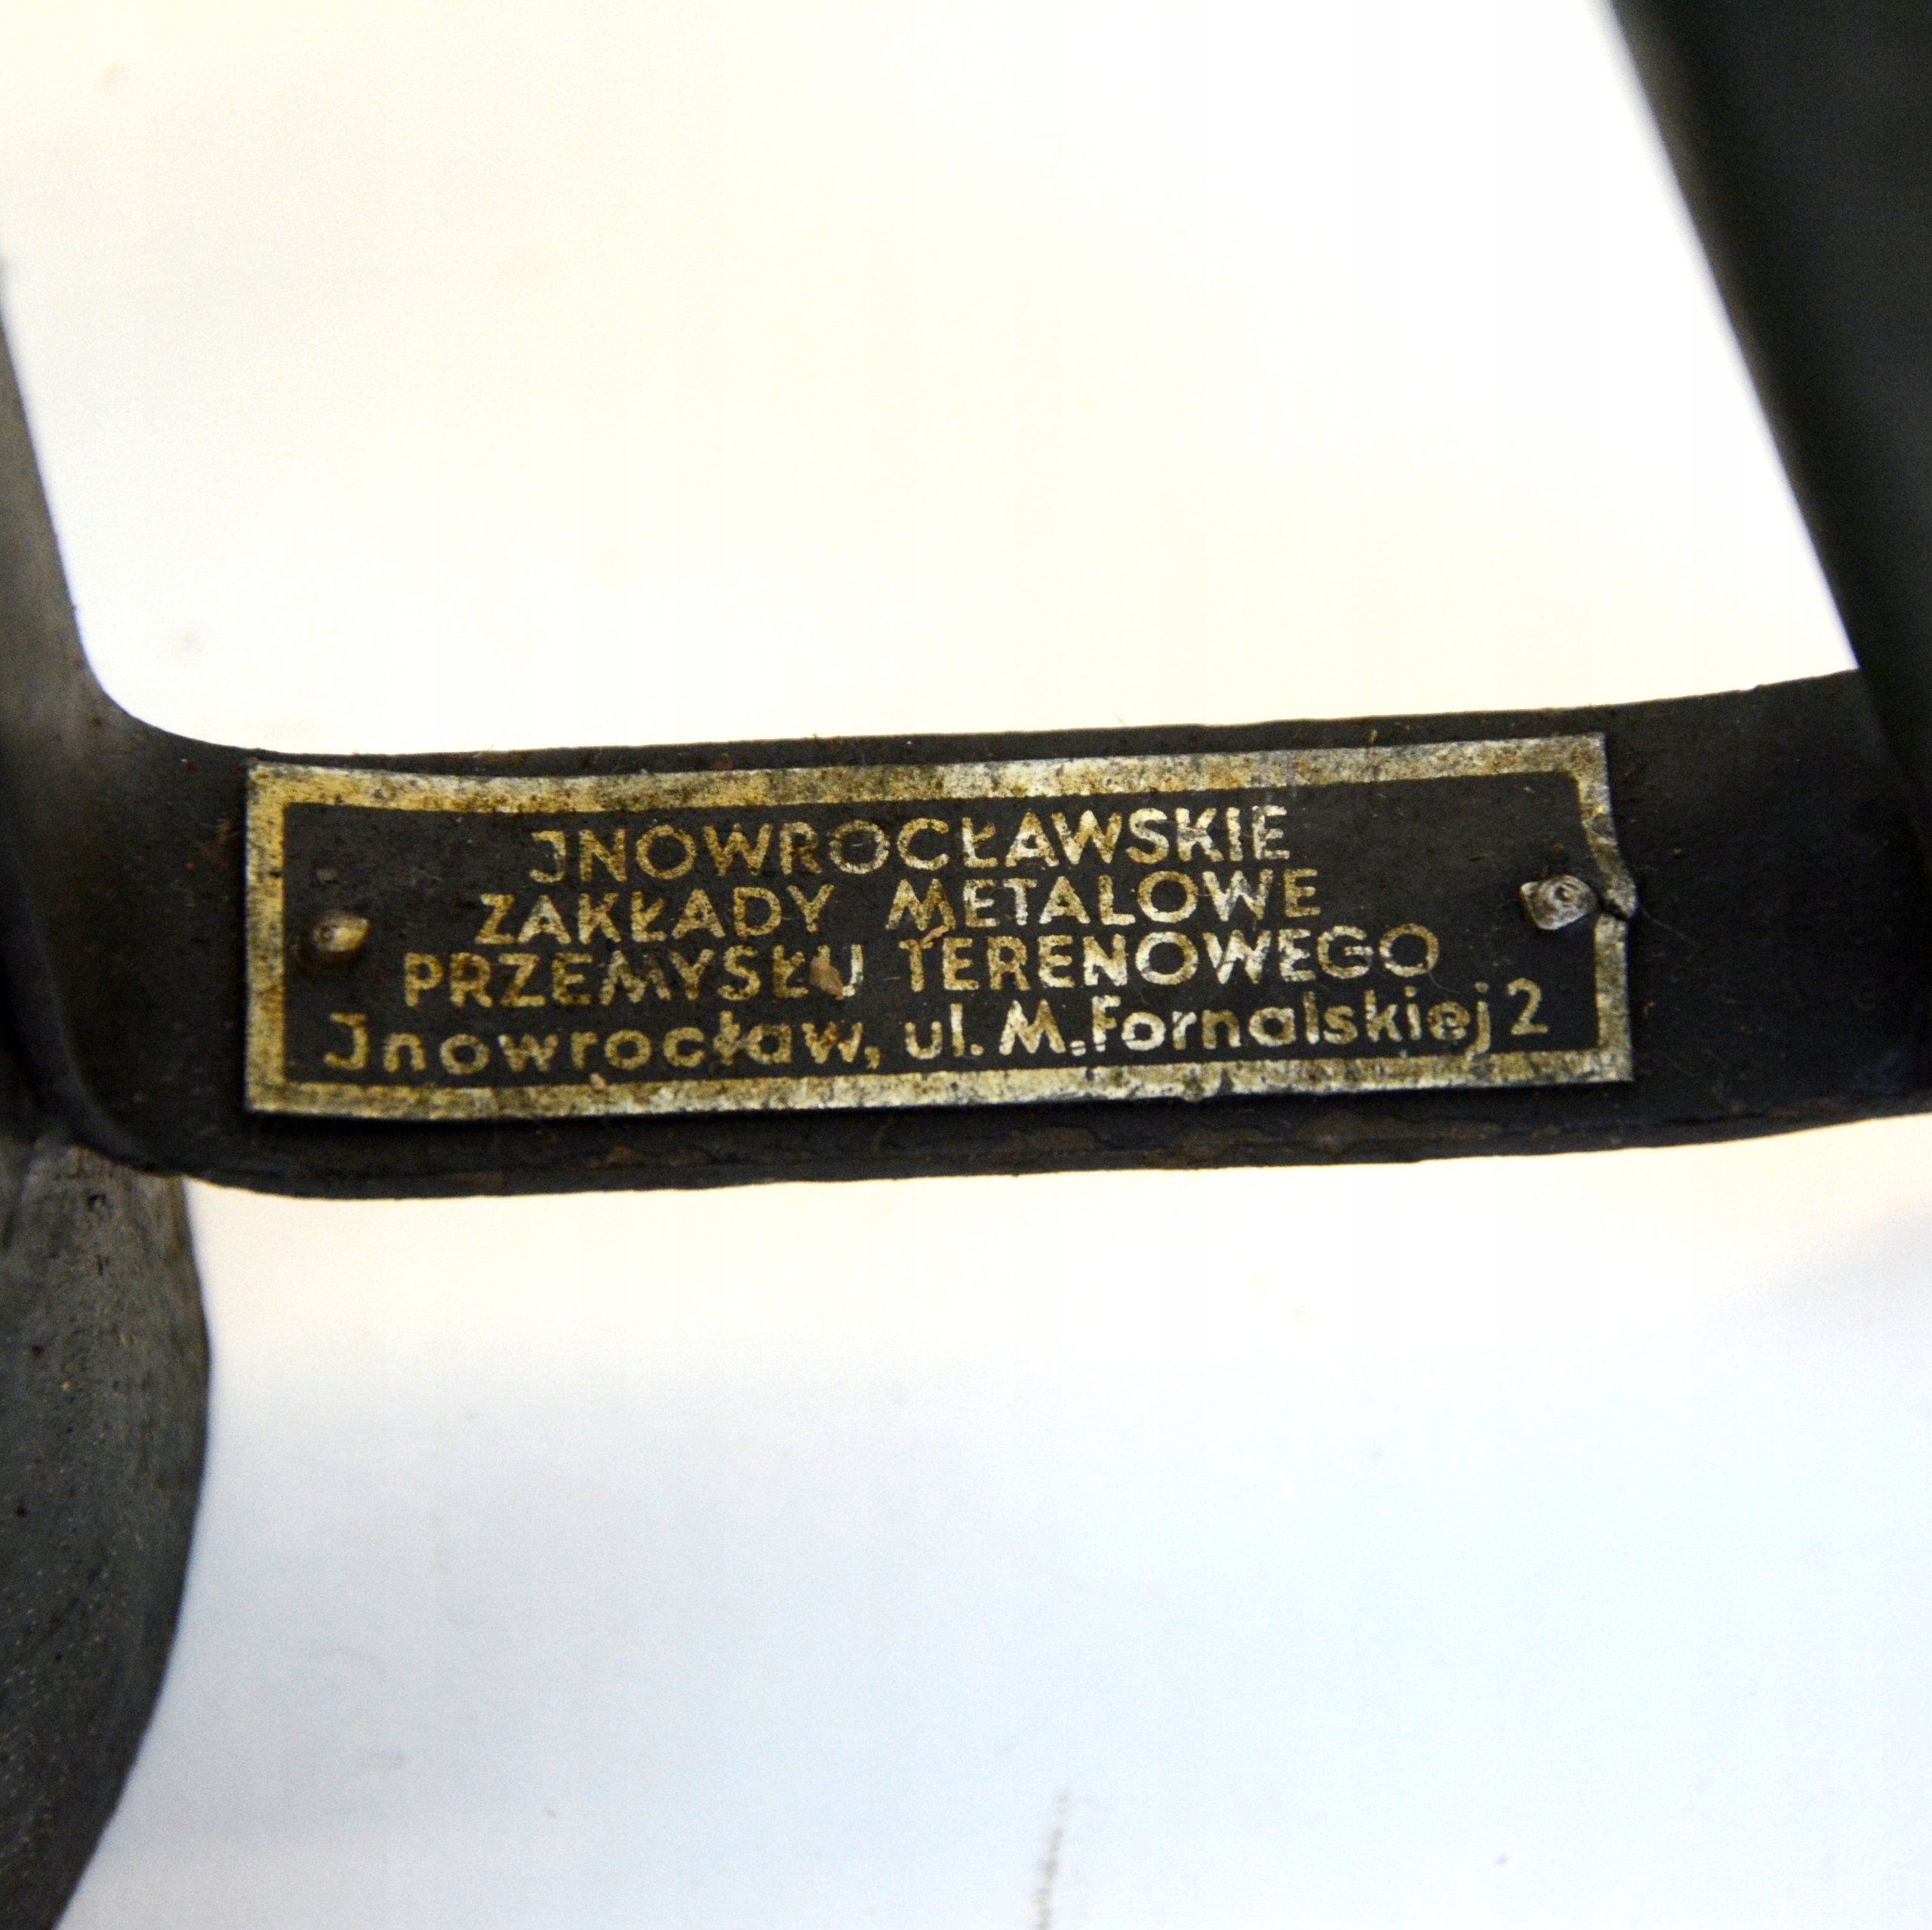 JNOWROCŁAWSKIE
ZAKŁADY METALOWE
PRZEMYSŁU TERENOWEGO
Jnowrocław, ul. M. Fornalskiej 2